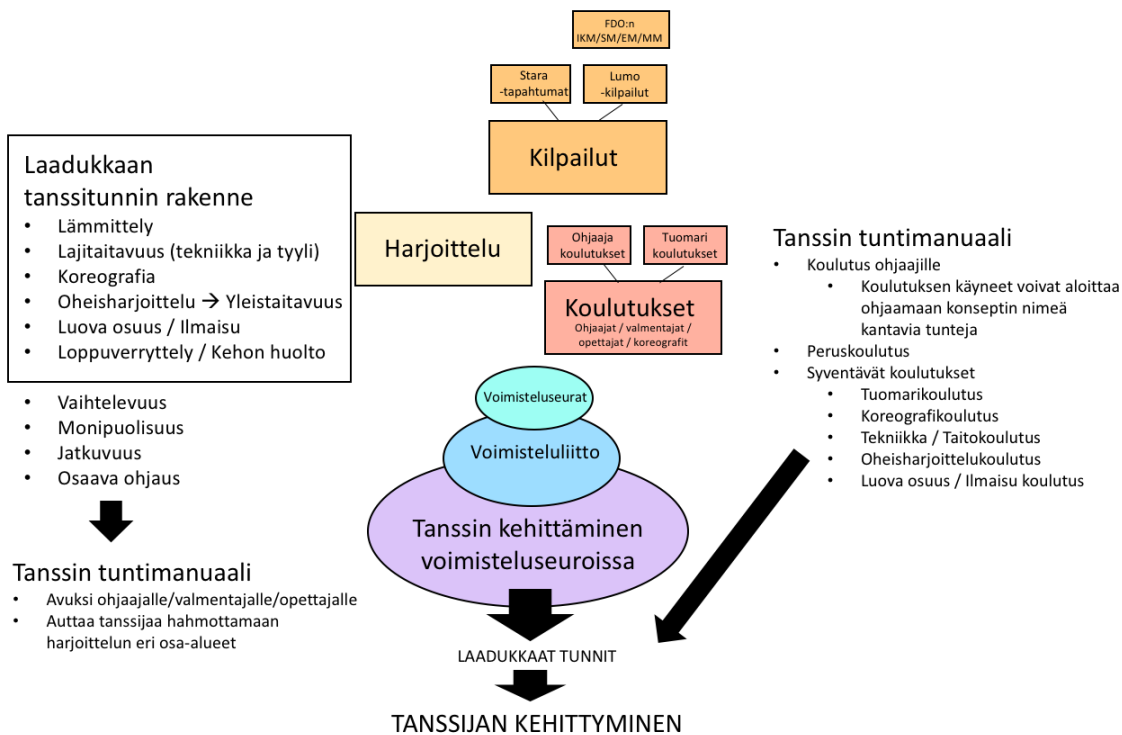 FDO:n
IKM/SM/EM/MM
Stara
-tapahtumat
Lumo
-kilpailut
Kilpailut
Laadukkaan
tanssitunnin rakenne
• Lämmittely
• Lajitaitavuus (tekniikka ja tyyli)
• Koreografia
• Oheisharjoittelu → Yleistaitavuus
• Luova osuus / Ilmaisu
• Loppuverryttely / Kehon huolto
• Vaihtelevuus
• Monipuolisuus
• Jatkuvuus
• Osaava ohjaus
Tanssin tuntimanuaali
• Avuksi ohjaajalle/valmentajalle/opettajalle
• Auttaa tanssijaa hahmottamaan
harjoittelun eri osa-alueet
Harjoittelu
Ohjaaja
koulutukset
Tuomari
koulutukset
Koulutukset
Ohjaajat / valmentajat /
opettajat / koreografit
Voimisteluseurat
Voimisteluliitto
Tanssin kehittäminen
voimisteluseuroissa
LAADUKKAAT TUNNIT
TANSSIJAN KEHITTYMINEN
Tanssin tuntimanuaali
• Koulutus ohjaajille
• Koulutuksen käyneet voivat aloittaa
ohjaamaan konseptin nimeä
kantavia tunteja
• Peruskoulutus
• Syventävät koulutukset
• Tuomarikoulutus
• Koreografikoulutus
• Tekniikka / Taitokoulutus
• Oheisharjoittelukoulutus
• Luova osuus / Ilmaisu koulutus